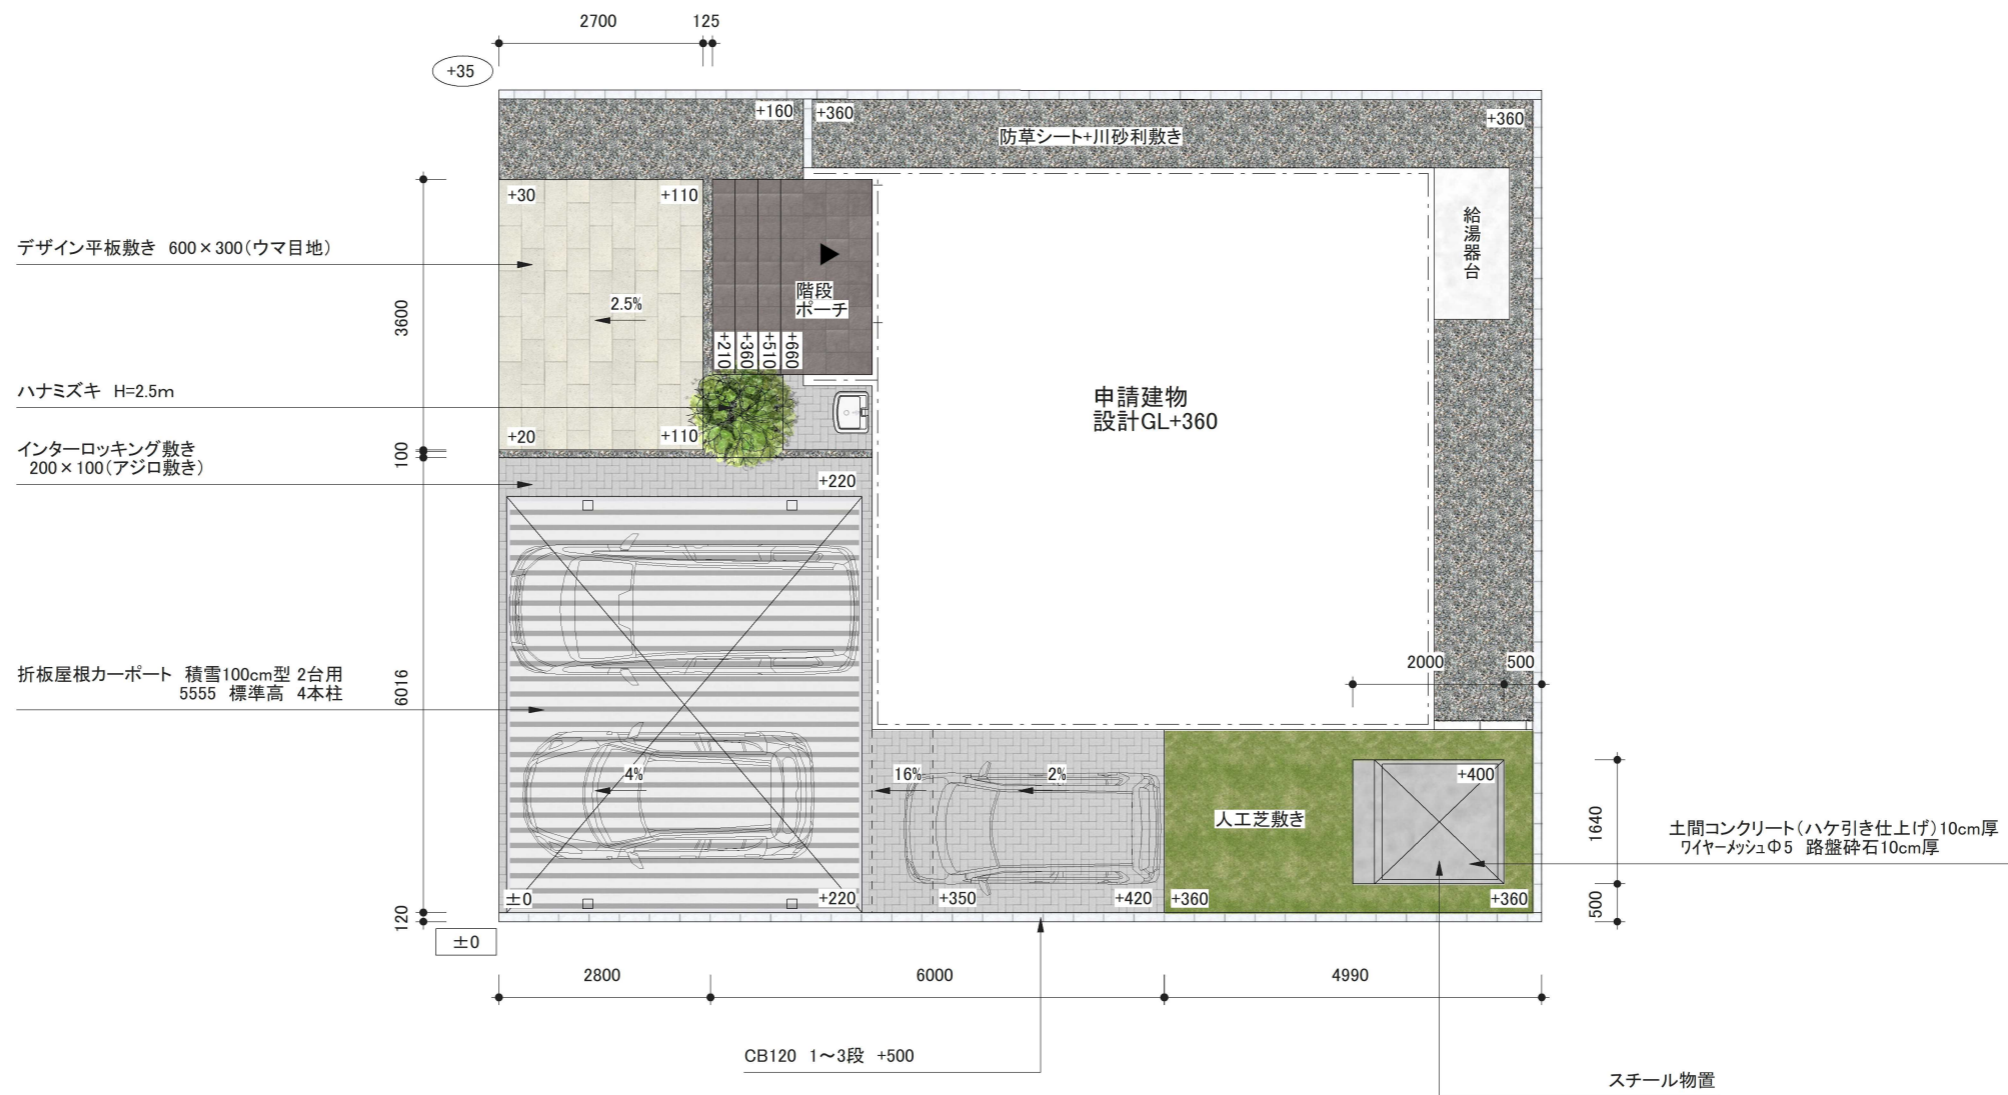 2700
125
+35
+160
+360
防草シート+川砂利敷き
+360
+30
+110
給湯器台
デザイン平板敷き 600×300(ウマ目地)
3600
2.5%
階段
ポーチ
+210
+360
+510
+660
ハナミズキ H=2.5m
申請建物
設計GL+360
+20
+110
100
インターロッキング敷き
200×100(アジロ敷き)
+220
2000
500
折板屋根カーポート 積雪100cm型 2台用
5555 標準高 4本柱
6016
4%
16%
2%
+400
人工芝敷き
1640
土間コンクリート(ハケ引き仕上げ)10cm厚
ワイヤーメッシュΦ5 路盤砕石10cm厚
±0
+220
+350
+420
+360
+360
500
120
±0
2800
6000
4990
CB120 1～3段 +500
スチール物置